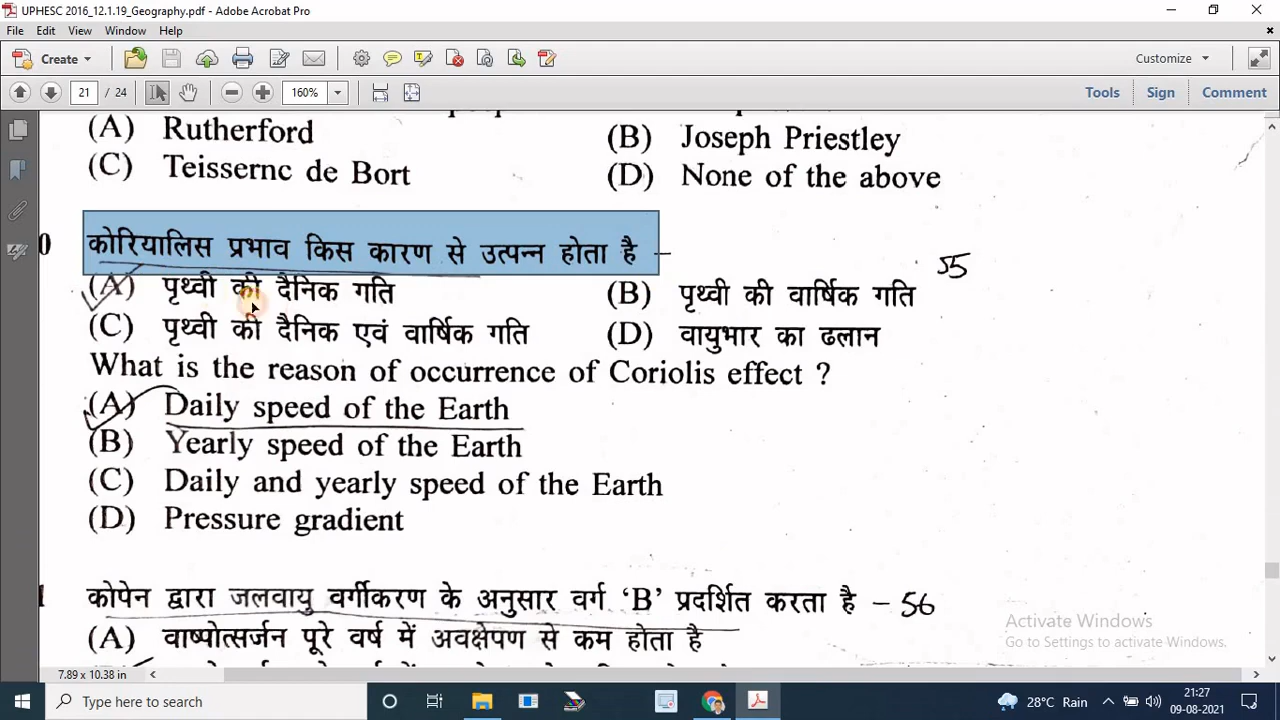 UPHESC 2016_12.1.19_Geography.pdf - Adobe Acrobat Pro
File Edit View Window Help
Create
Customize
21 / 24
160%
Tools Sign Comment
(A) Rutherford (B) Joseph Priestley
(C) Teissernc de Bort (D) None of the above
0 कोरियालिस प्रभाव किस कारण से उत्पन्न होता है – 55
(A) पृथ्वी की दैनिक गति (B) पृथ्वी की वार्षिक गति
(C) पृथ्वी की दैनिक एवं वार्षिक गति (D) वायुभार का ढलान
What is the reason of occurrence of Coriolis effect ?
(A) Daily speed of the Earth
(B) Yearly speed of the Earth
(C) Daily and yearly speed of the Earth
(D) Pressure gradient
कोपेन द्वारा जलवायु वर्गीकरण के अनुसार वर्ग ‘B’ प्रदर्शित करता है – 56
(A) वाष्पोत्सर्जन पूरे वर्ष में अवक्षेपण से कम होता है
Activate Windows
Go to Settings to activate Windows.
7.89 x 10.38 in
Type here to search
28°C Rain
21:27
09-08-2021